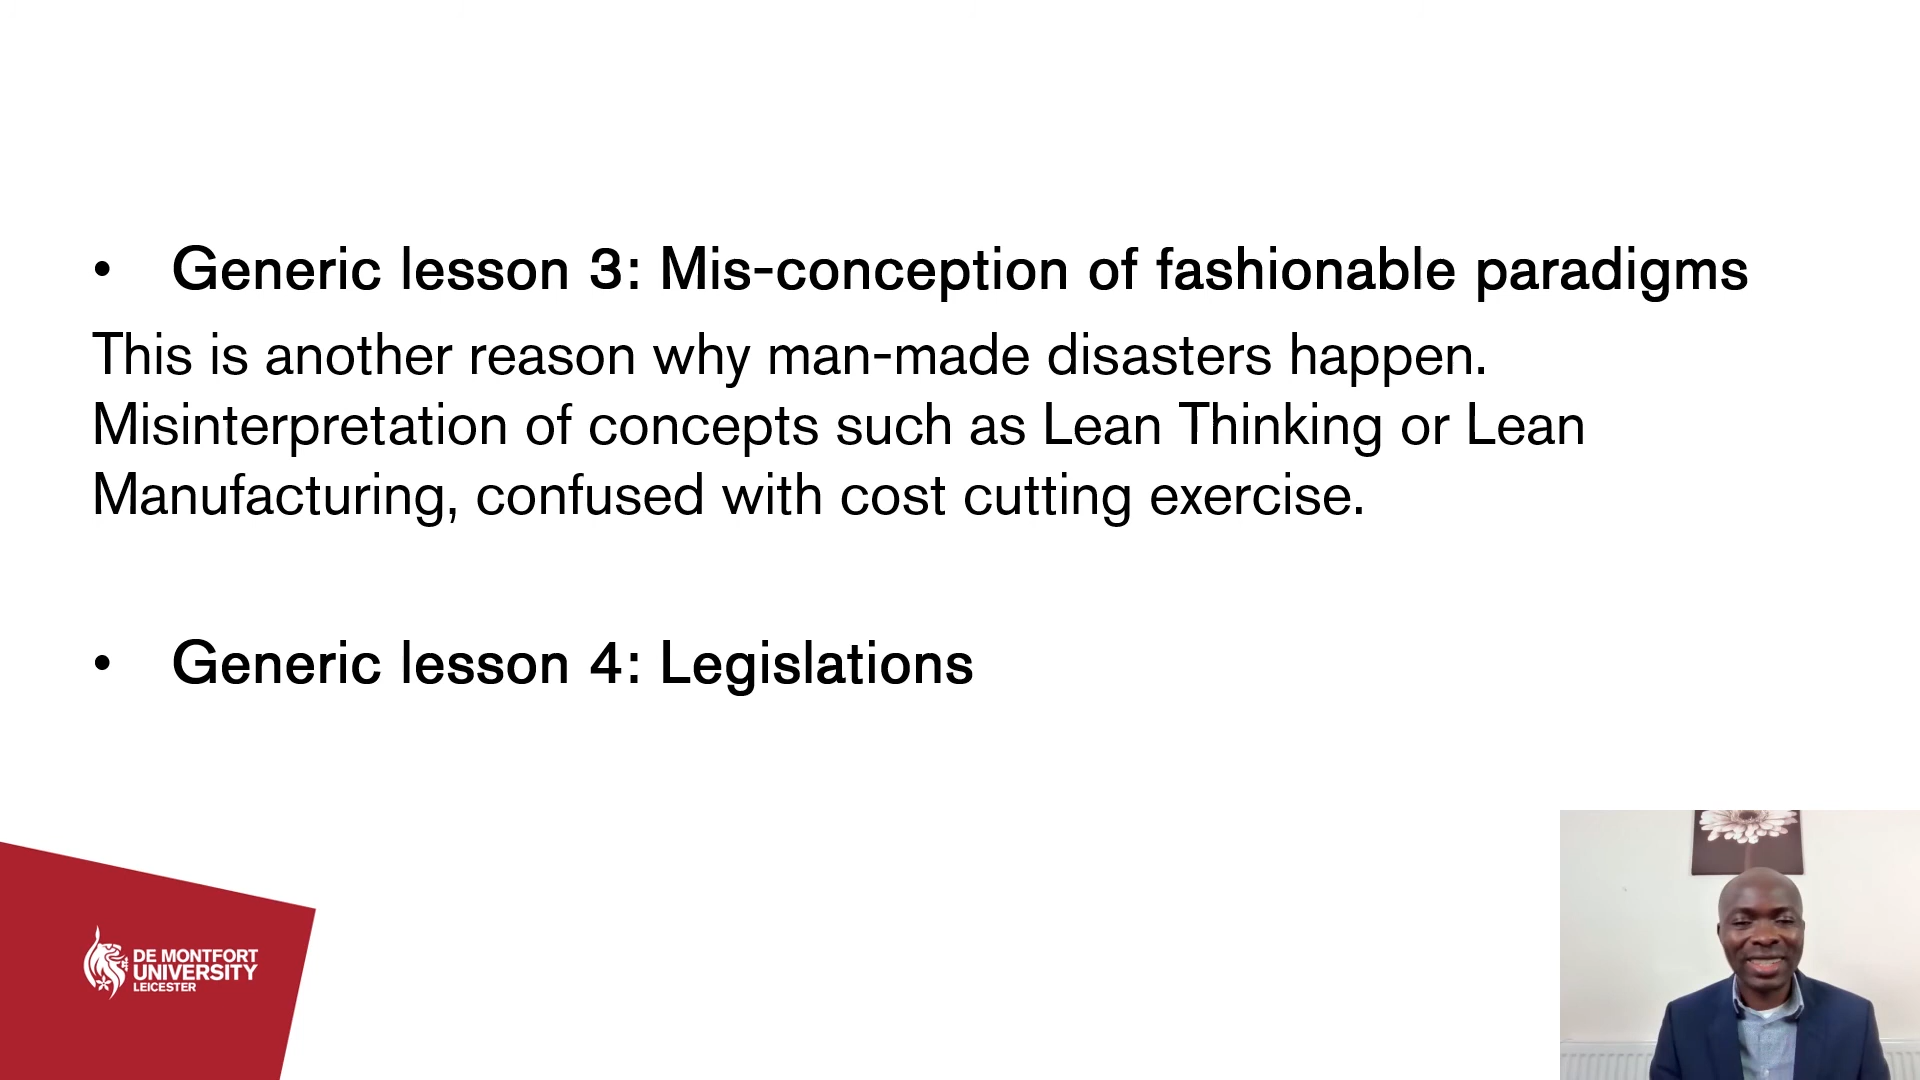 • Generic lesson 3: Mis-conception of fashionable paradigms
This is another reason why man-made disasters happen.
Misinterpretation of concepts such as Lean Thinking or Lean
Manufacturing, confused with cost cutting exercise.
• Generic lesson 4: Legislations
DE MONTFORT
UNIVERSITY
LEICESTER